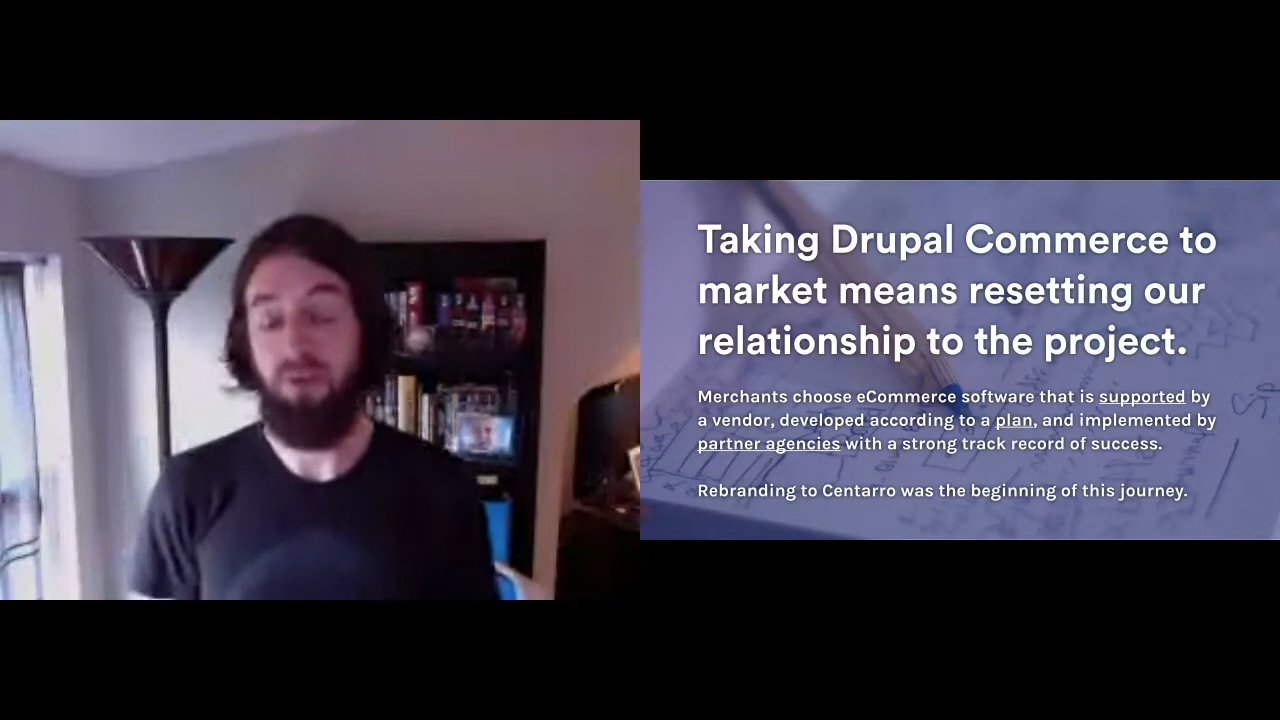 Taking Drupal Commerce to
market means resetting our
relationship to the project.
Merchants choose eCommerce software that is supported by
a vendor, developed according to a plan, and implemented by
partner agencies with a strong track record of success.
Rebranding to Centarro was the beginning of this journey.